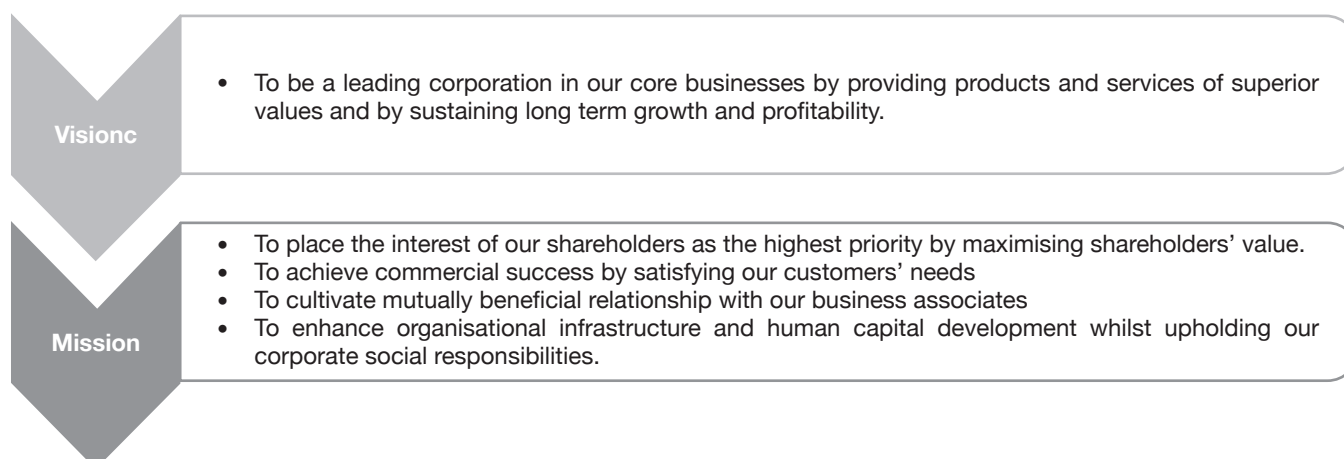 Visionc
• To be a leading corporation in our core businesses by providing products and services of superior
values and by sustaining long term growth and profitability.
Mission
• To place the interest of our shareholders as the highest priority by maximising shareholders’ value.
• To achieve commercial success by satisfying our customers’ needs
• To cultivate mutually beneficial relationship with our business associates
• To enhance organisational infrastructure and human capital development whilst upholding our
corporate social responsibilities.